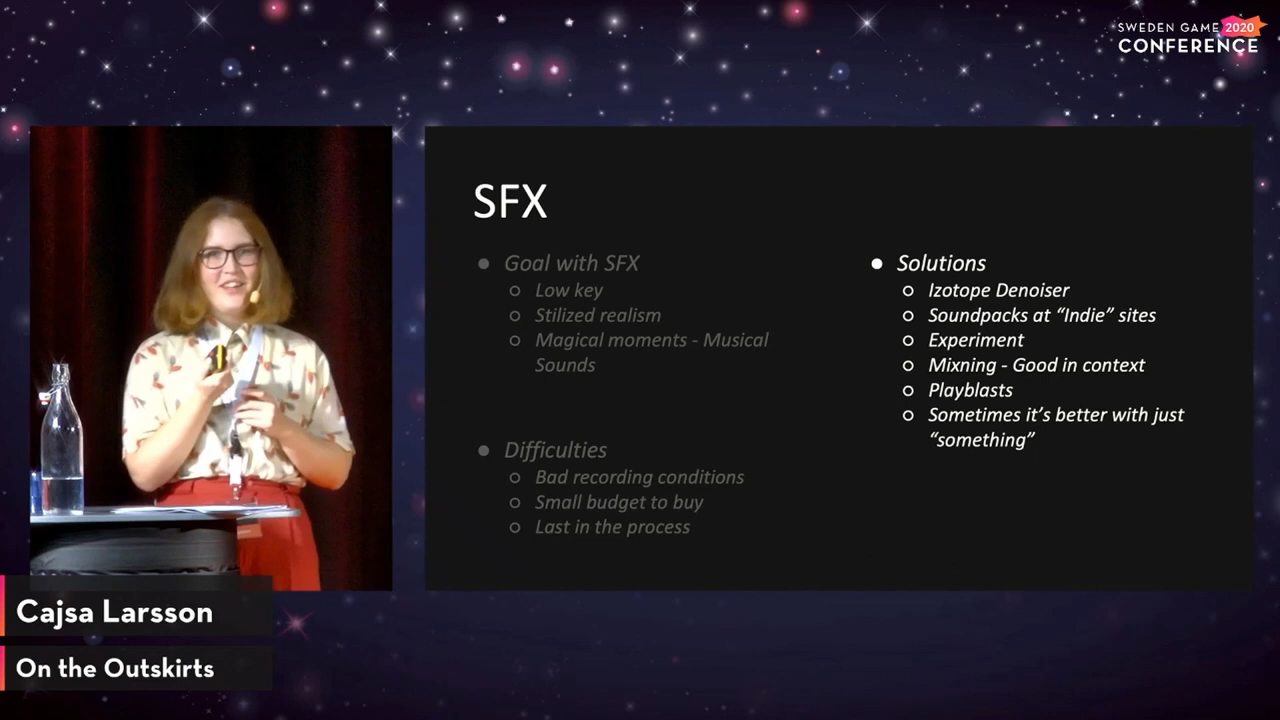 SWEDEN GAME 2020
CONFERENCE
SFX
Goal with SFX
Low key
Stilized realism
Magical moments - Musical
Sounds
Difficulties
Bad recording conditions
Small budget to buy
Last in the process
Solutions
Izotope Denoiser
Soundpacks at “Indie” sites
Experiment
Mixning - Good in context
Playblasts
Sometimes it’s better with just
“something”
Cajsa Larsson
On the Outskirts